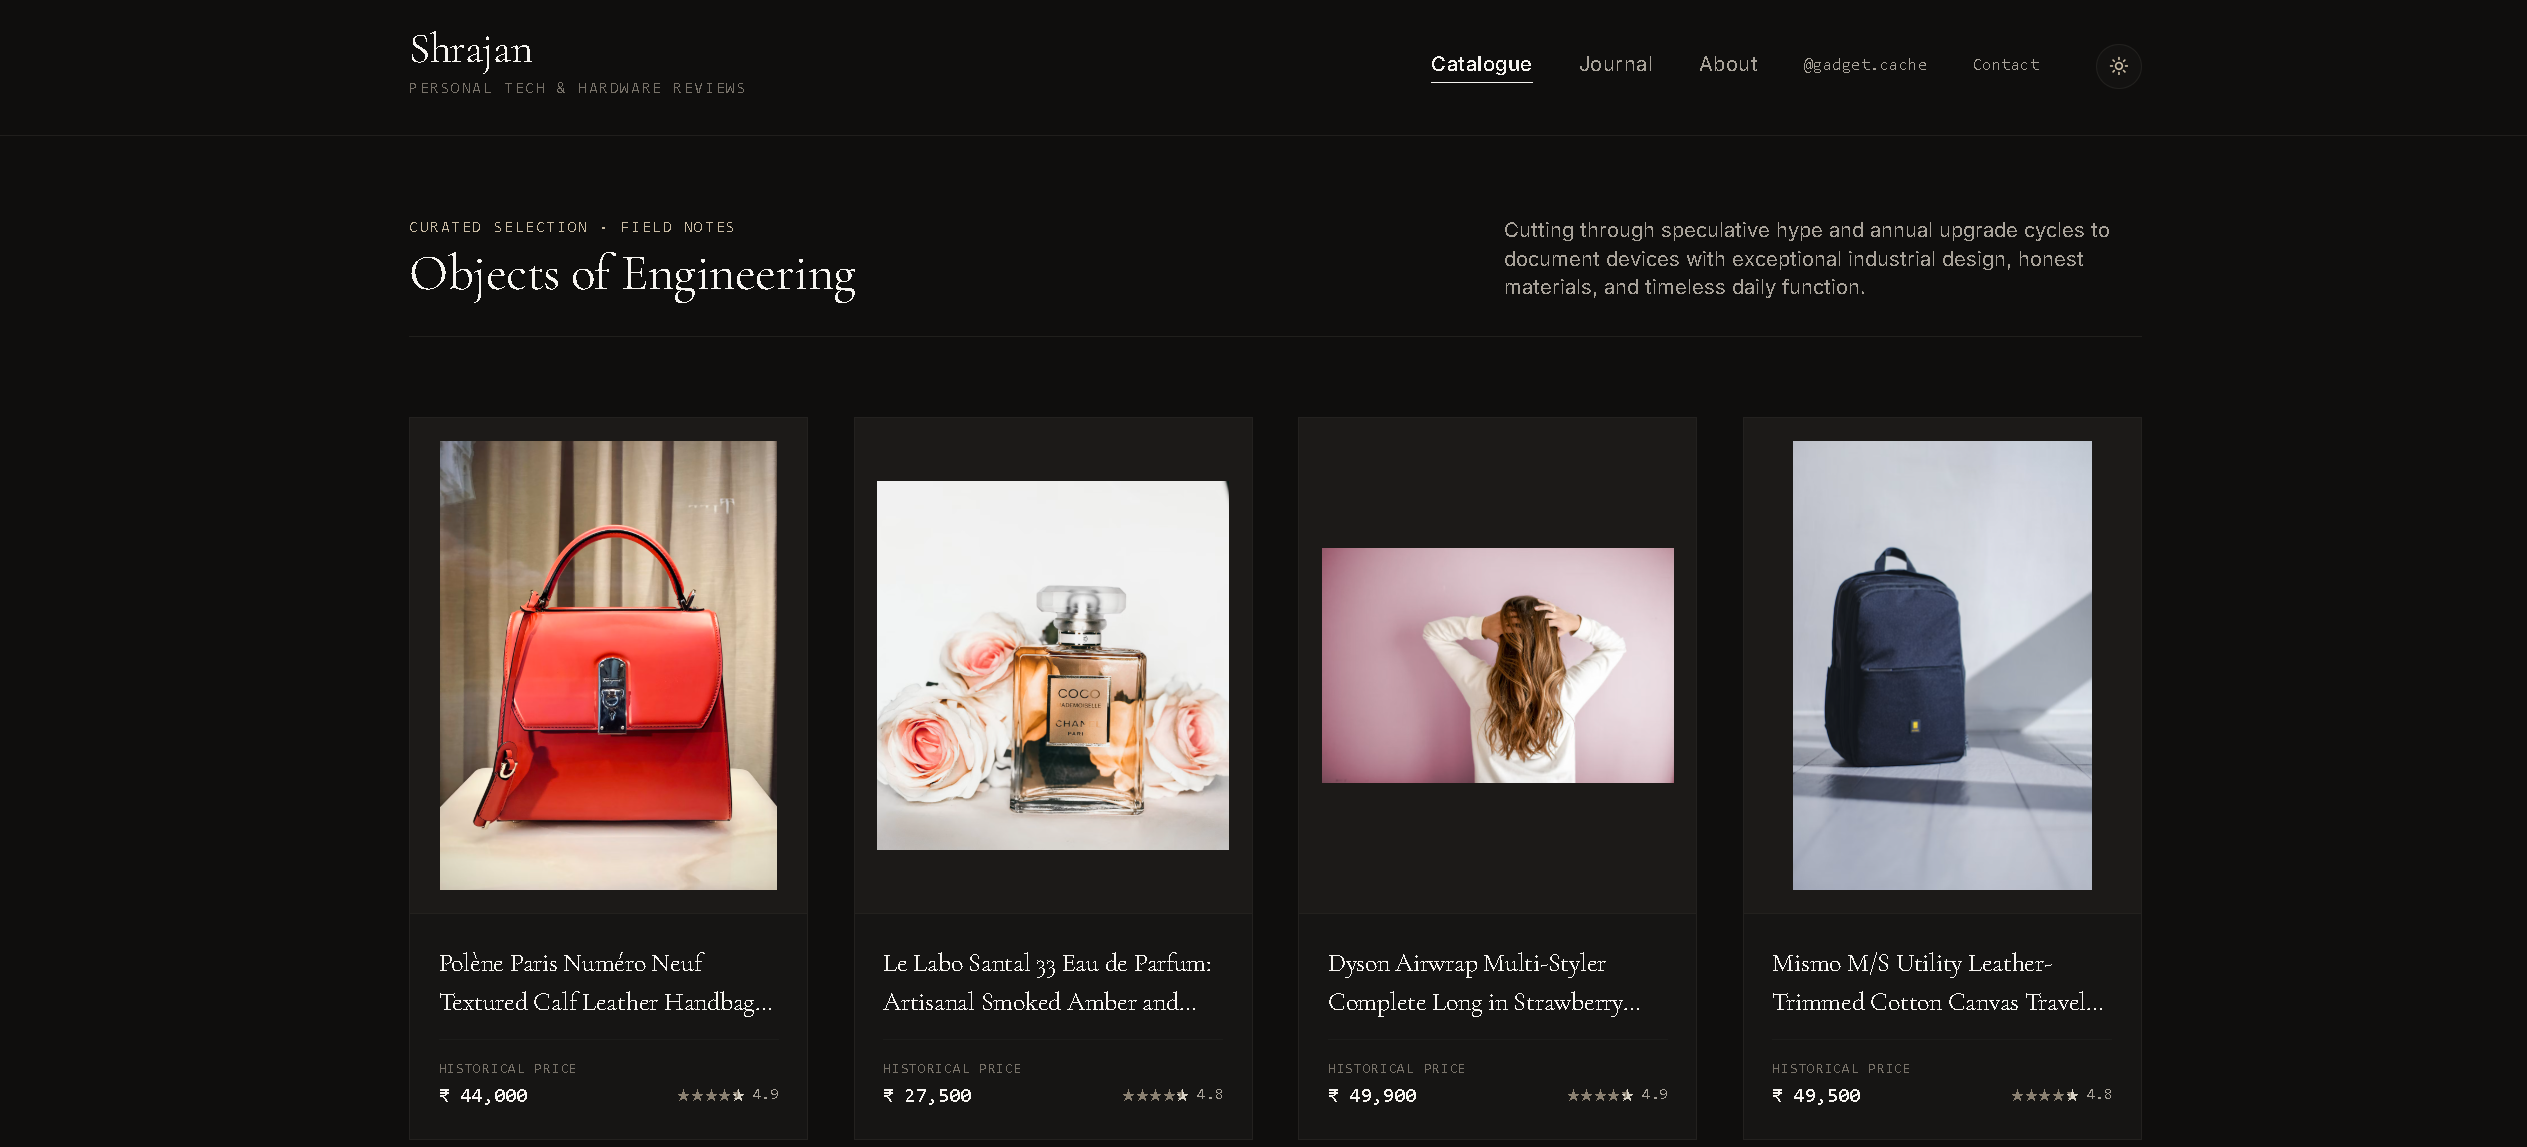 Shrajan
PERSONAL TECH & HARDWARE REVIEWS
Catalogue
Journal
About
@gadget.cache
Contact
CURATED SELECTION · FIELD NOTES
Objects of Engineering
Cutting through speculative hype and annual upgrade cycles to
document devices with exceptional industrial design, honest
materials, and timeless daily function.
COCO
MADEMOISELLE
CHANEL
PARIS
Polène Paris Numéro Neuf
Textured Calf Leather Handbag...
HISTORICAL PRICE
₹ 44,000
4.9
Le Labo Santal 33 Eau de Parfum:
Artisanal Smoked Amber and...
HISTORICAL PRICE
₹ 27,500
4.8
Dyson Airwrap Multi-Styler
Complete Long in Strawberry...
HISTORICAL PRICE
₹ 49,900
4.9
Mismo M/S Utility Leather-
Trimmed Cotton Canvas Travel...
HISTORICAL PRICE
₹ 49,500
4.8